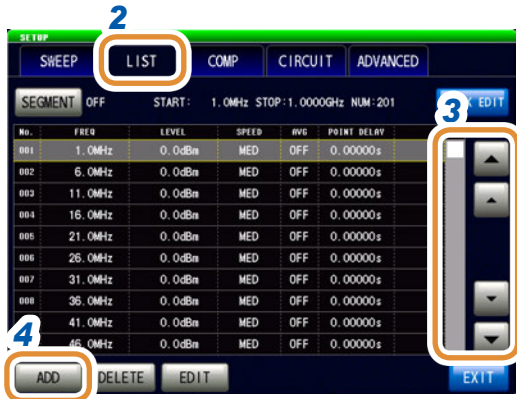 2
SETUP
SWEEP LIST COMP CIRCUIT ADVANCED
SEGMENT OFF START: 1.0MHz STOP:1.0000GHz NUM:201 EDIT
3
No. FREQ LEVEL SPEED AVG POINT DELAY
001 1.0MHz 0.0dBm MED OFF 0.00000s
002 6.0MHz 0.0dBm MED OFF 0.00000s
003 11.0MHz 0.0dBm MED OFF 0.00000s
004 16.0MHz 0.0dBm MED OFF 0.00000s
005 21.0MHz 0.0dBm MED OFF 0.00000s
006 26.0MHz 0.0dBm MED OFF 0.00000s
007 31.0MHz 0.0dBm MED OFF 0.00000s
008 36.0MHz 0.0dBm MED OFF 0.00000s
41.0MHz 0.0dBm MED OFF 0.00000s
4
46.0MHz 0.0dBm MED OFF 0.00000s
ADD DELETE EDIT EXIT